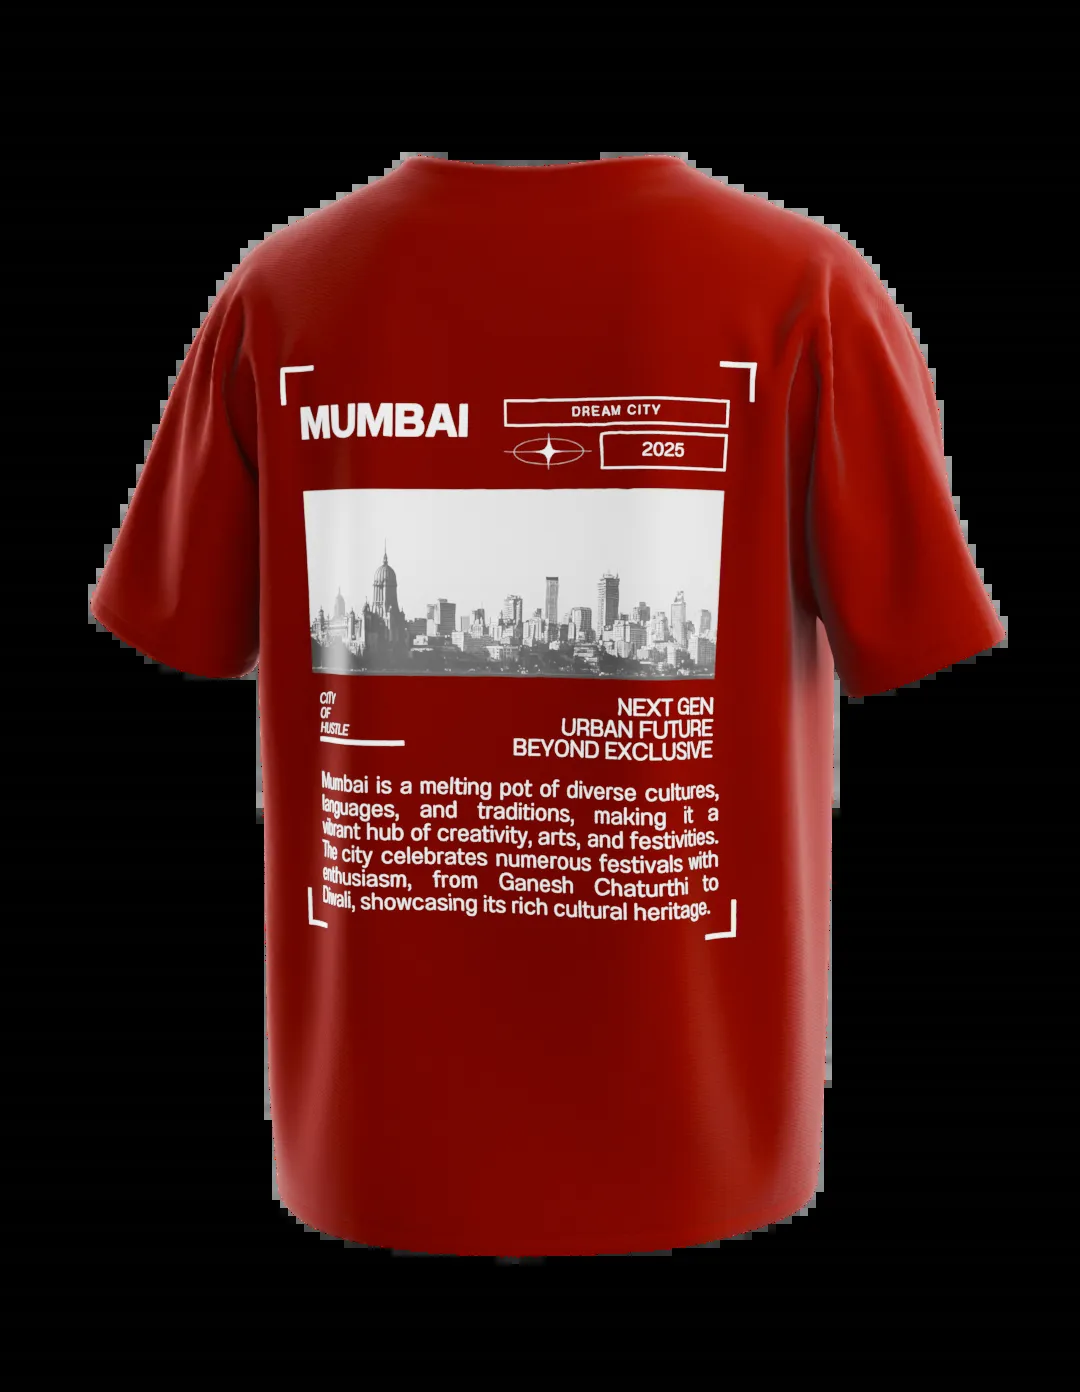 MUMBAI
DREAM CITY
2025
CITY
OF
HUSTLE
NEXT GEN
URBAN FUTURE
BEYOND EXCLUSIVE
Mumbai is a melting pot of diverse cultures,
languages, and traditions, making it a
vibrant hub of creativity, arts, and festivities.
The city celebrates numerous festivals with
enthusiasm, from Ganesh Chaturthi to
Diwali, showcasing its rich cultural heritage.